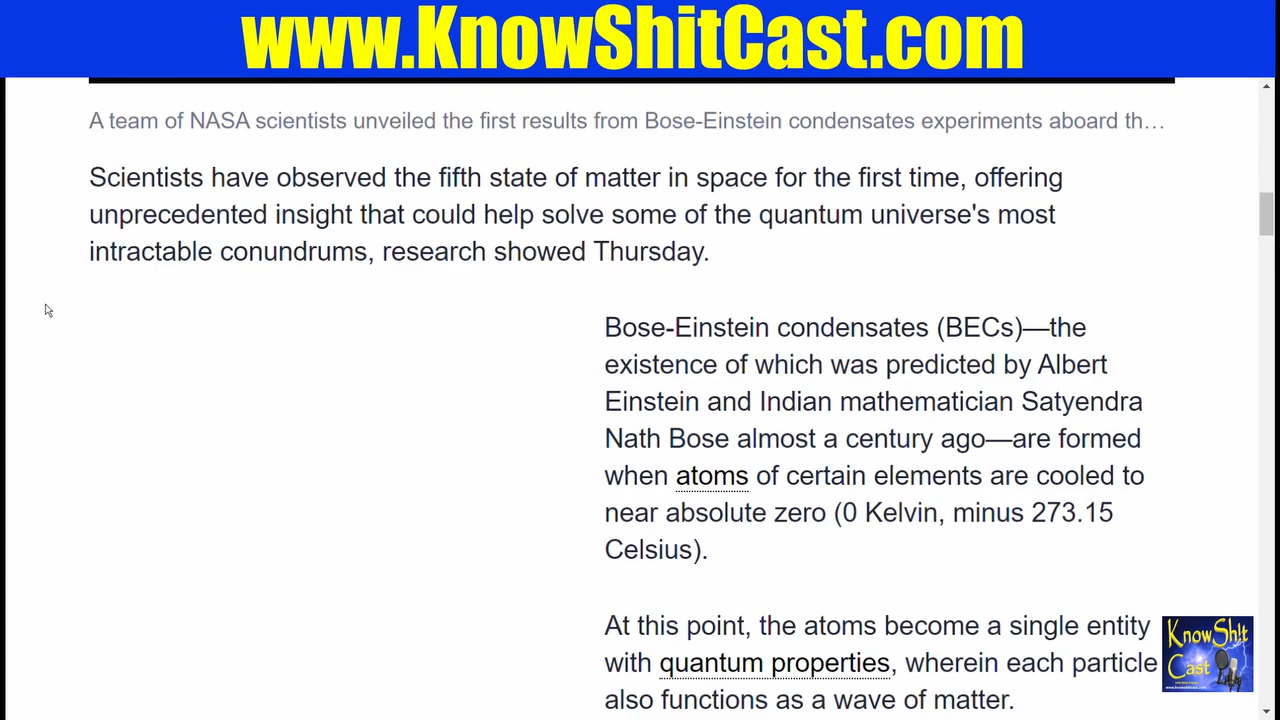 www.KnowShitCast.com
A team of NASA scientists unveiled the first results from Bose-Einstein condensates experiments aboard th…
Scientists have observed the fifth state of matter in space for the first time, offering
unprecedented insight that could help solve some of the quantum universe's most
intractable conundrums, research showed Thursday.
Bose-Einstein condensates (BECs)—the
existence of which was predicted by Albert
Einstein and Indian mathematician Satyendra
Nath Bose almost a century ago—are formed
when atoms of certain elements are cooled to
near absolute zero (0 Kelvin, minus 273.15
Celsius).
At this point, the atoms become a single entity
with quantum properties, wherein each particle
also functions as a wave of matter.
KnowSh!t
Cast
www.knowshitcast.com